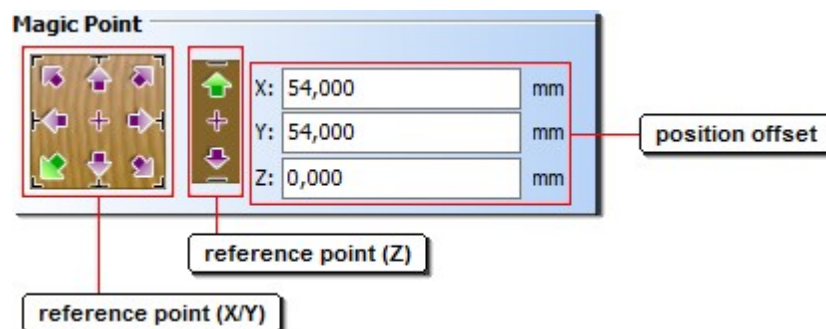 Magic Point
X: 54,000 mm
Y: 54,000 mm
Z: 0,000 mm
position offset
reference point (Z)
reference point (X/Y)